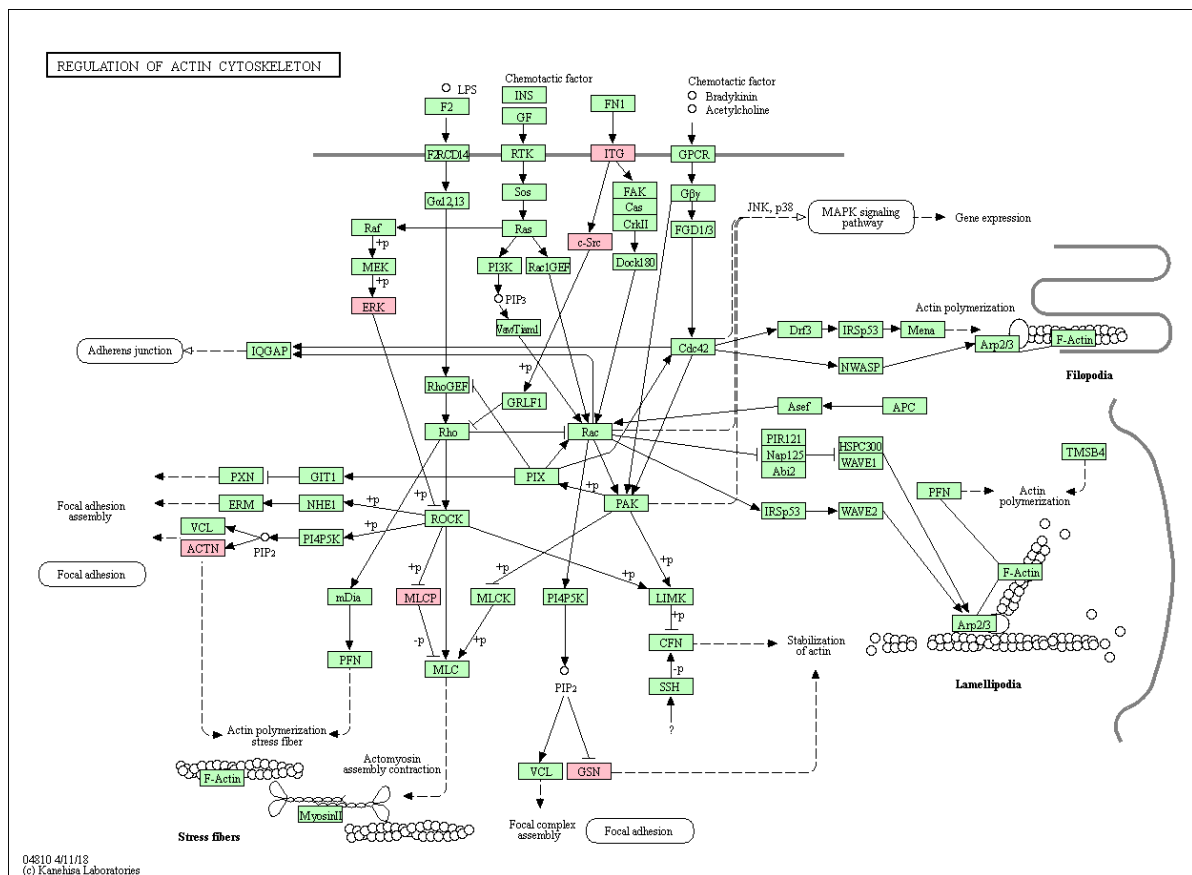 REGULATION OF ACTIN CYTOSKELETON
LPS
F2
Chemotactic factor
INS
GF
FN1
Chemotactic factor
Bradykinin
Acetylcholine
CD14
RTK
ITG
GPCR
Gα12,13
Sos
FAK
Cas
CrkII
Gβγ
JNK, p38
MAPK signaling
pathway
Gene expression
Raf
Ras
c-Src
FGD1/3
+p
MEK
PI3K
Rac1GEF
Dock180
+p
ERK
PIP3
Vav/Tiam1
Actin polymerization
Drf3
IRSp53
Mena
Arp2/3
F-Actin
Adherens junction
IQGAP
Cdc42
NWASP
Filopodia
+p
RhoGEF
GRLF1
Asef
APC
Rho
Rac
PIR121
Nap125
Abi2
HSPC300
WAVE1
TMSB4
PXN
GIT1
PIX
PFN
Actin
polymerization
Focal adhesion
assembly
ERM
NHE1
+p
+p
ROCK
+p
PAK
IRSp53
WAVE2
VCL
ACTN
PIP2
PI4P5K
+p
Focal adhesion
+p
+p
+p
+p
F-Actin
mDia
MLCP
MLCK
PI4P5K
LIMK
Arp2/3
-p
+p
+p
CFN
Stabilization
of actin
PFN
MLC
-p
SSH
PIP2
?
Lamellipodia
Actin polymerization
stress fiber
Actomyosin
assembly contraction
F-Actin
VCL
GSN
MyosinII
Stress fibers
Focal complex
assembly
Focal adhesion
04810 4/11/18
(c) Kanehisa Laboratories